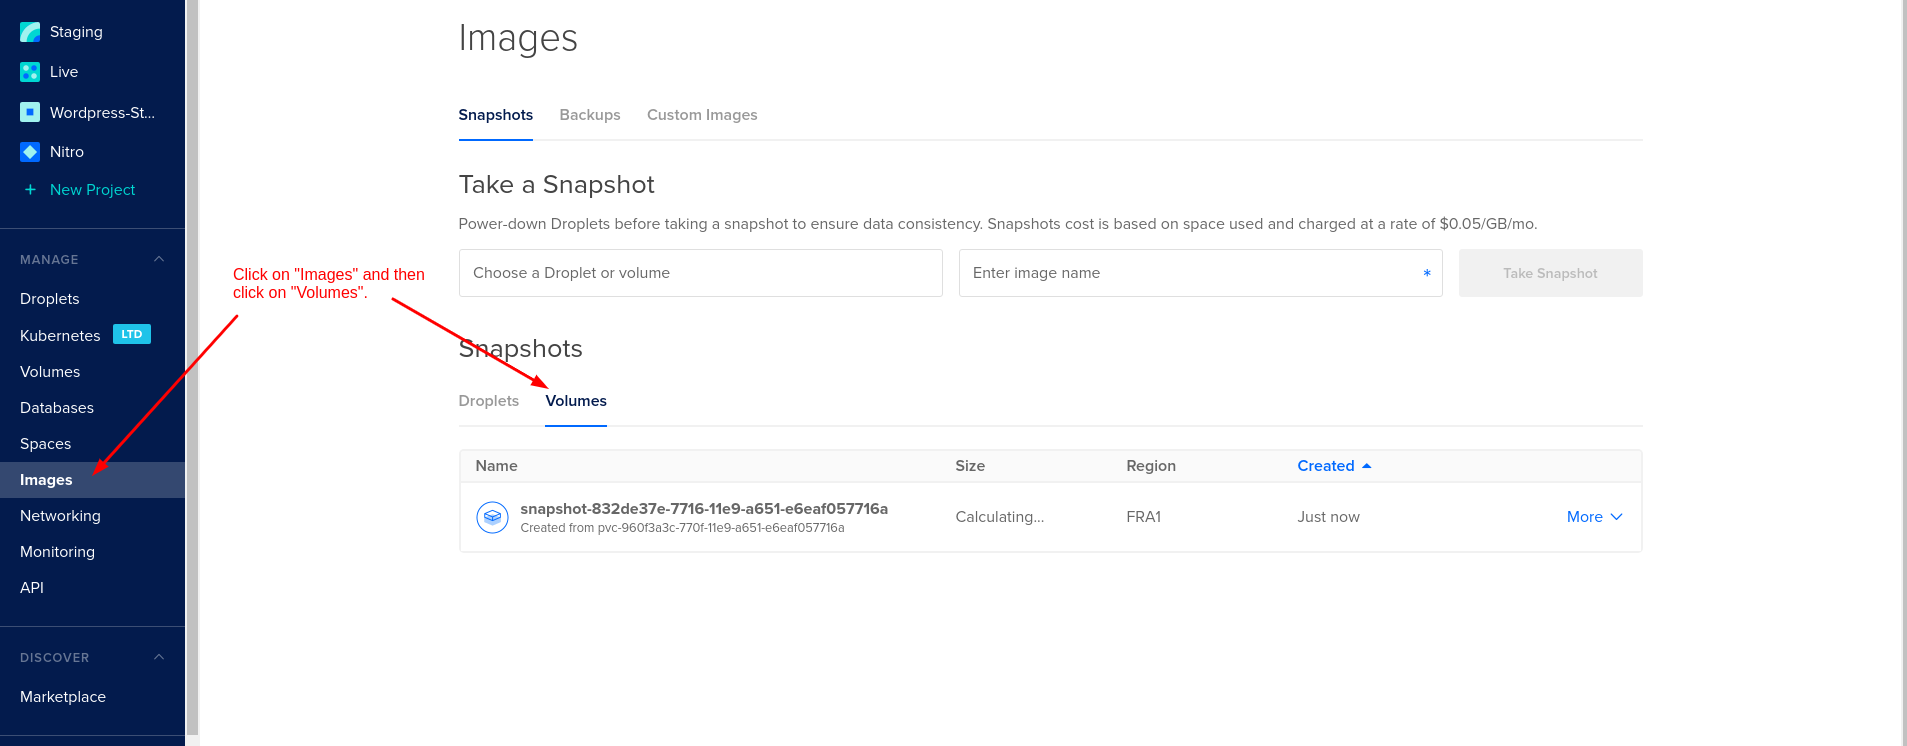 Staging
Live
Wordpress-St...
Nitro
+ New Project
MANAGE
Droplets
Kubernetes LTD
Volumes
Databases
Spaces
Images
Networking
Monitoring
API
DISCOVER
Marketplace
Click on "Images" and then
click on "Volumes".
Images
Snapshots Backups Custom Images
Take a Snapshot
Power-down Droplets before taking a snapshot to ensure data consistency. Snapshots cost is based on space used and charged at a rate of $0.05/GB/mo.
Choose a Droplet or volume Enter image name * Take Snapshot
Snapshots
Droplets Volumes
Name Size Region Created
snapshot-832de37e-7716-11e9-a651-e6eaf057716a
Created from pvc-960f3a3c-770f-11e9-a651-e6eaf057716a
Calculating... FRA1 Just now More